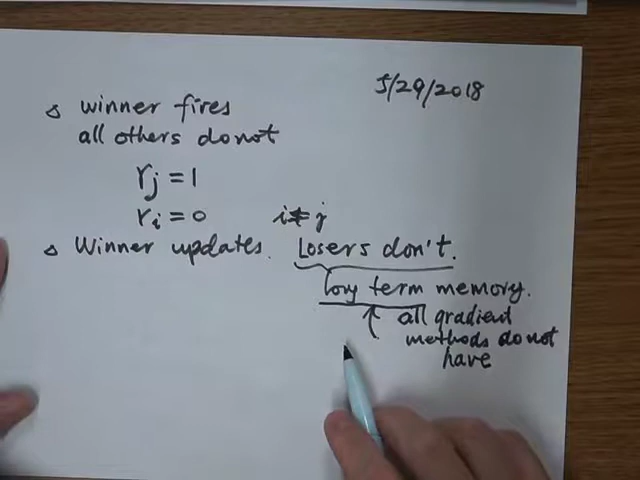 5/29/2018
winner fires
all others do not
rj = 1
ri = 0 i ≠ j
Winner updates. Losers don't.
long term memory.
all gradient
methods do not
have